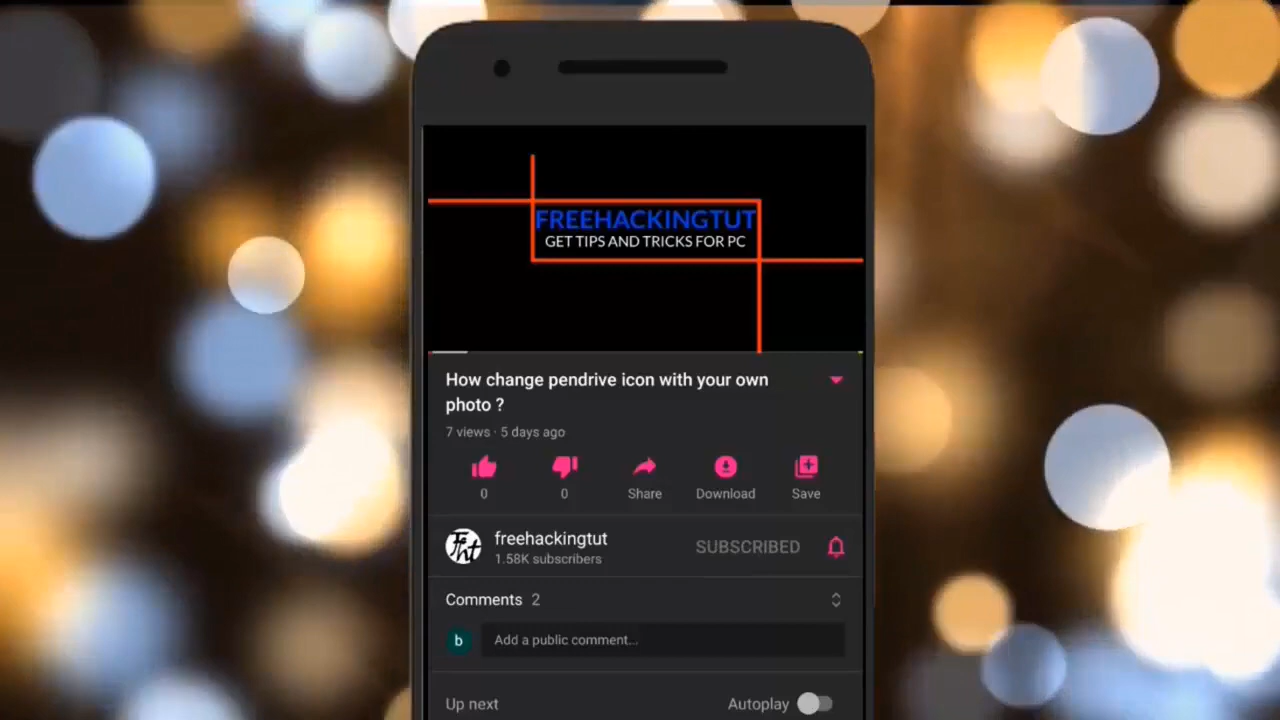 FREEHACKINGTUT
GET TIPS AND TRICKS FOR PC
How change pendrive icon with your own
photo ?
7 views · 5 days ago
0
0
Share
Download
Save
freehackingtut
1.58K subscribers
SUBSCRIBED
Fht
Comments 2
b
Add a public comment...
Up next
Autoplay